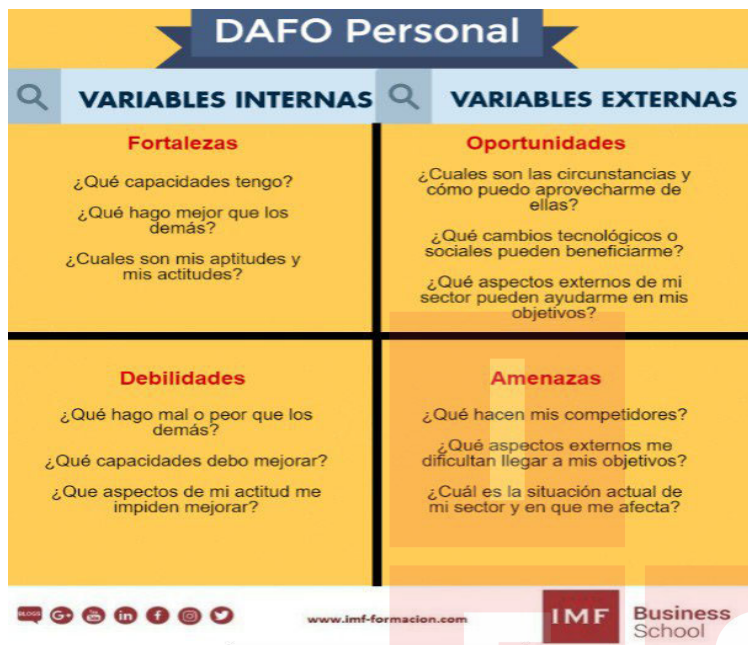 DAFO Personal
VARIABLES INTERNAS
VARIABLES EXTERNAS
Fortalezas
¿Qué capacidades tengo?
¿Qué hago mejor que los
demás?
¿Cuales son mis aptitudes y
mis actitudes?
Oportunidades
¿Cuales son las circunstancias y
cómo puedo aprovecharme de
ellas?
¿Qué cambios tecnológicos o
sociales pueden beneficiarme?
¿Qué aspectos externos de mi
sector pueden ayudarme en mis
objetivos?
Debilidades
¿Qué hago mal o peor que los
demás?
¿Qué capacidades debo mejorar?
¿Que aspectos de mi actitud me
impiden mejorar?
Amenazas
¿Qué hacen mis competidores?
¿Qué aspectos externos me
dificultan llegar a mis objetivos?
¿Cuál es la situación actual de
mi sector y en que me afecta?
BLOGS
www.imf-formacion.com
IMF
Business
School